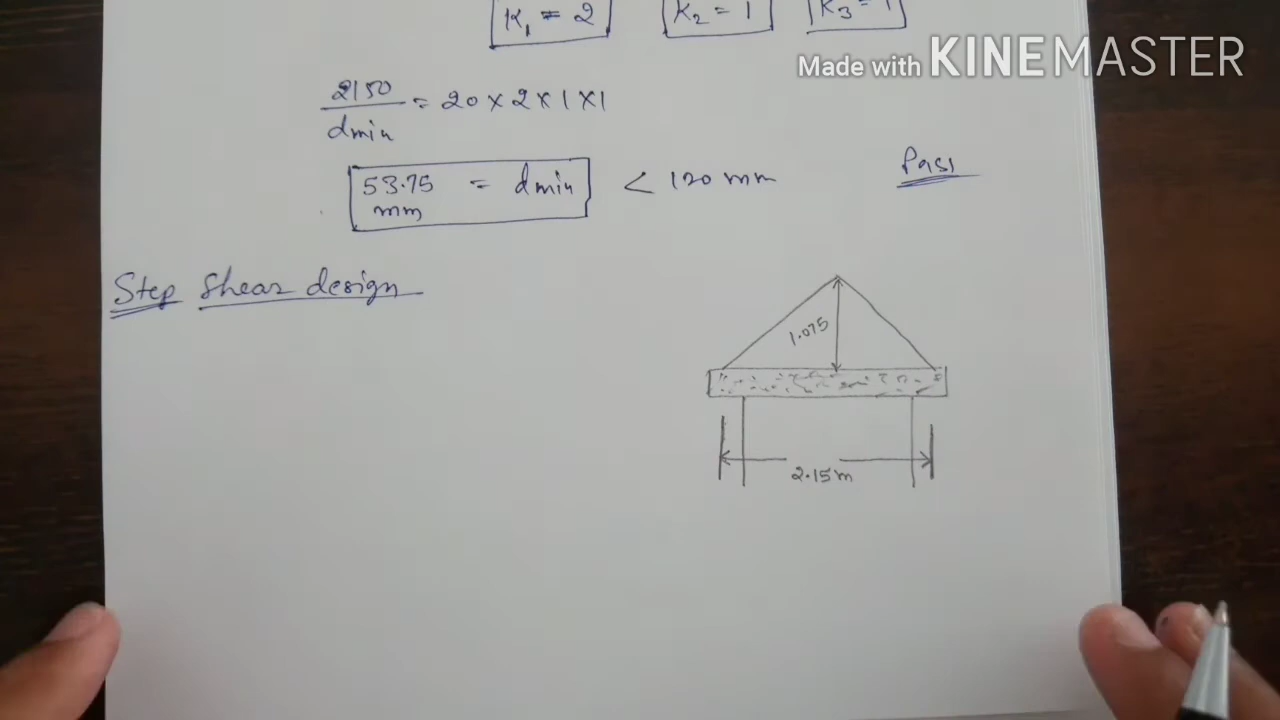 K₁ = 2 K₂ = 1 K₃ = 1
Made with KINEMASTER
2150 / dmin = 20 × 2 × 1 × 1
53.75 mm = dmin < 120 mm Pass
Step Shear design
1.075
2.15m